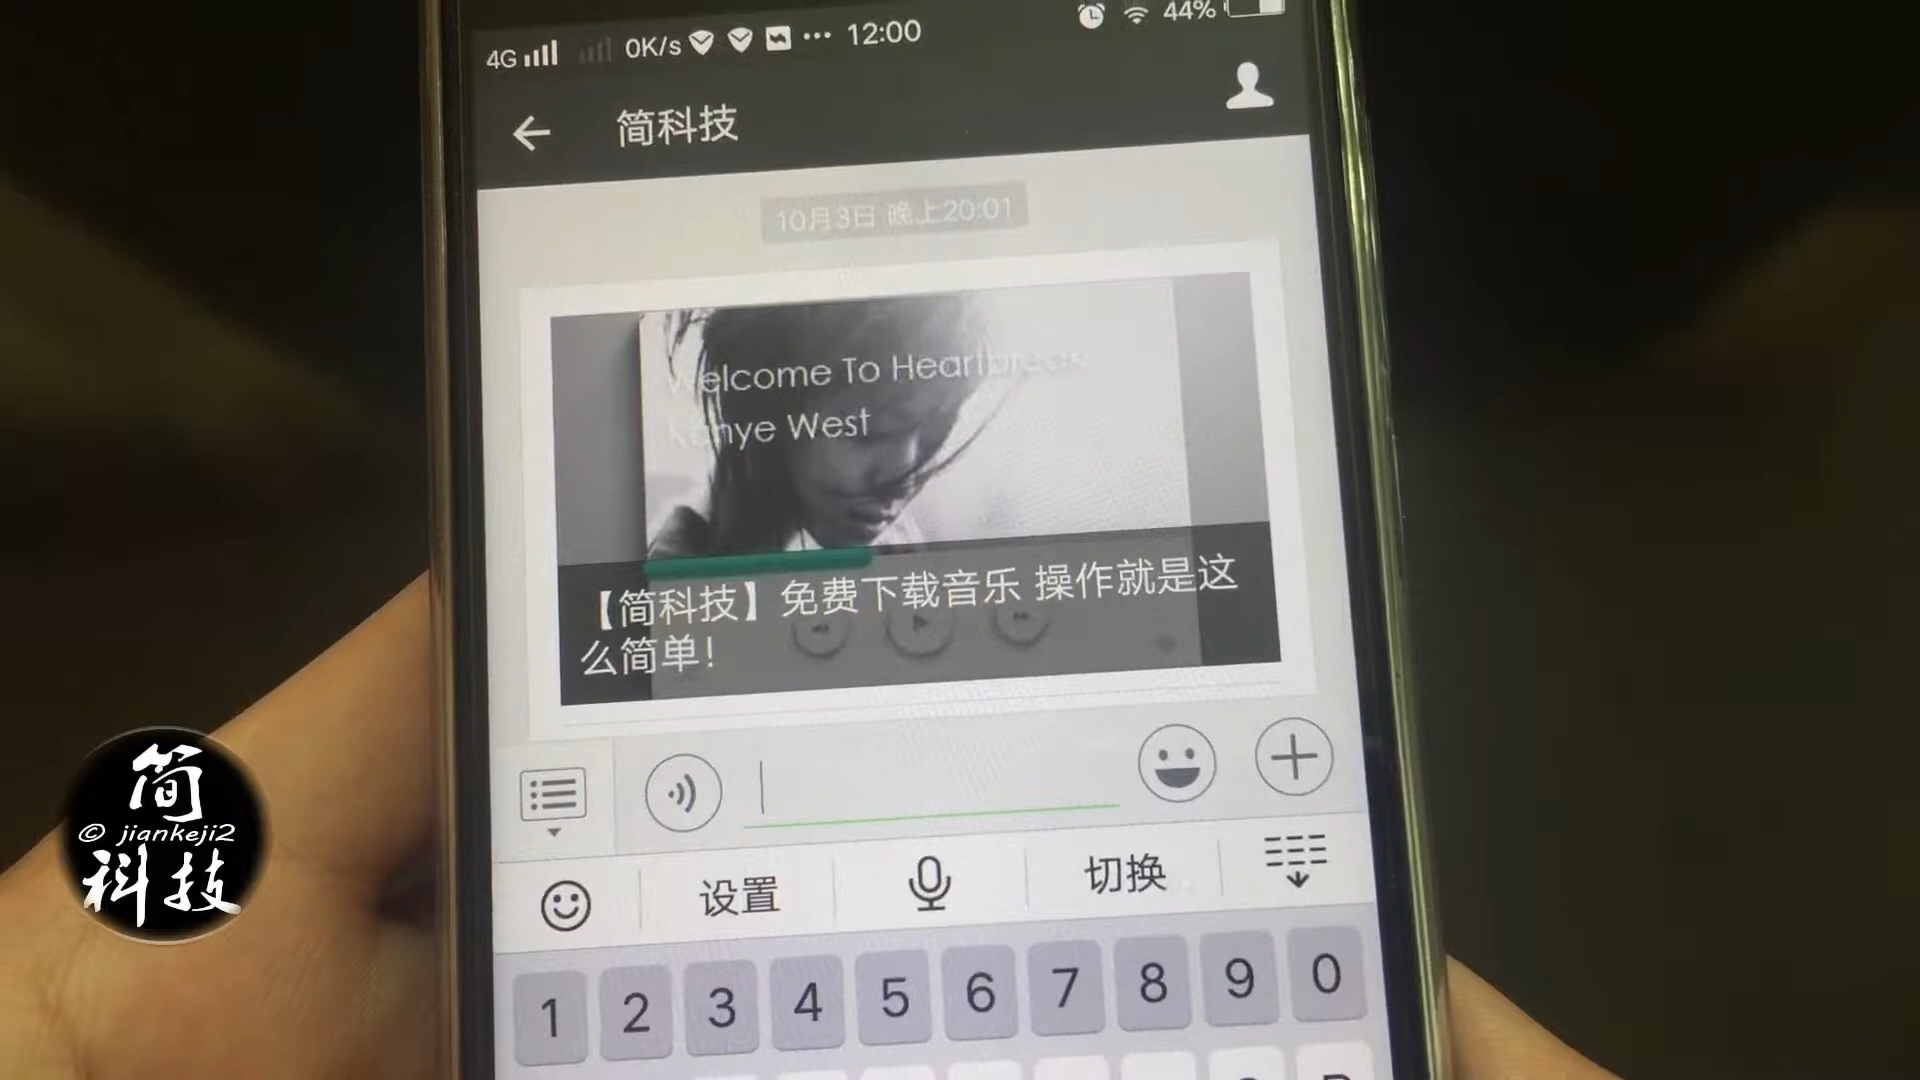 4G 0K/s ··· 12:00 44%
简科技
10月3日 晚上20:01
Welcome To Heartbreak
Kanye West
【简科技】免费下载音乐 操作就是这
么简单！
设置 切换
1 2 3 4 5 6 7 8 9 0
简
© jiankeji2
科技